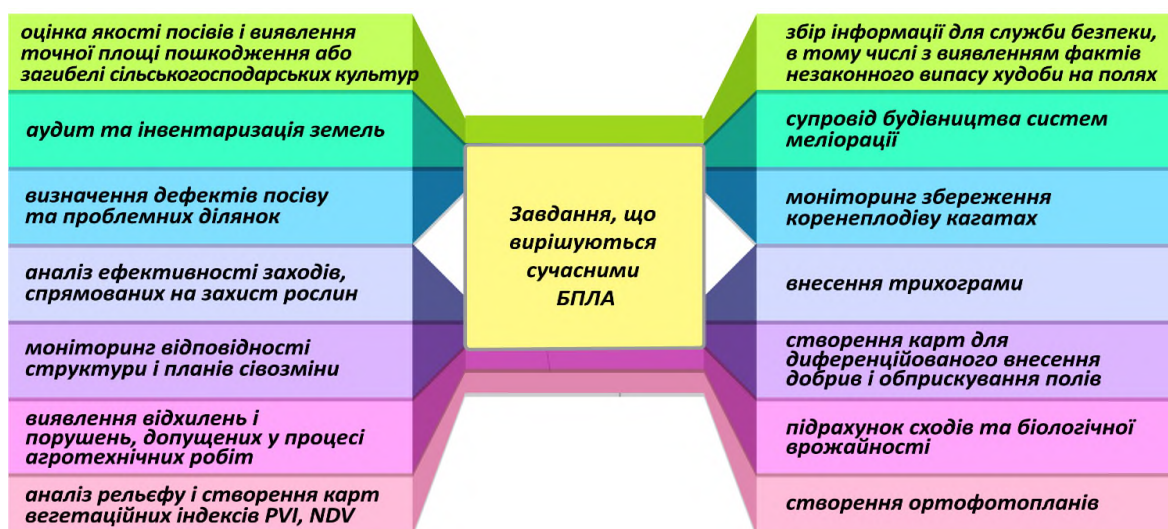 оцінка якості посівів і виявлення
точної площі пошкодження або
загибелі сільськогосподарських культур
аудит та інвентаризація земель
визначення дефектів посіву
та проблемних ділянок
аналіз ефективності заходів,
спрямованих на захист рослин
моніторинг відповідності
структури і планів сівозміни
виявлення відхилень і
порушень, допущених у процесі
агротехнічних робіт
аналіз рельєфу і створення карт
вегетаційних індексів PVI, NDV
Завдання, що
вирішуються
сучасними
БПЛА
збір інформації для служби безпеки,
в тому числі з виявленням фактів
незаконного випасу худоби на полях
супровід будівництва систем
меліорації
моніторинг збереження
коренеплодіву кагатах
внесення трихограми
створення карт для
диференційованого внесення
добрив і обприскування полів
підрахунок сходів та біологічної
врожайності
створення ортофотопланів